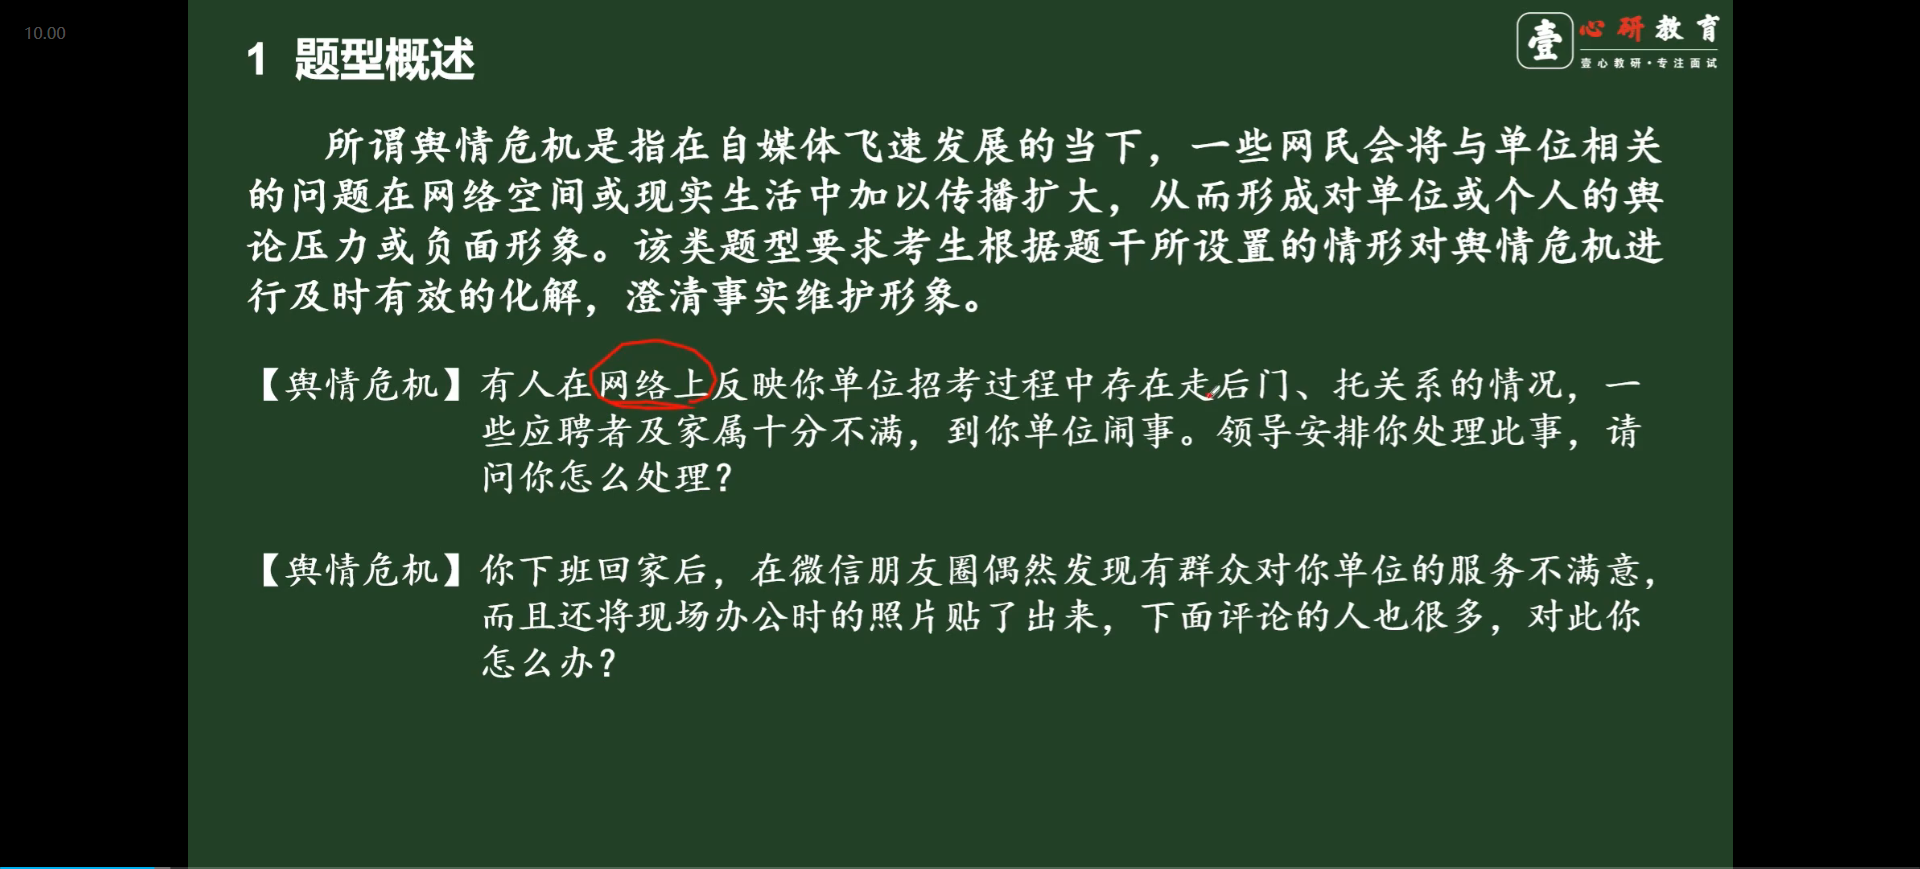 10.00
1 题型概述
壹 心研教育
壹心教研•专注面试
所谓舆情危机是指在自媒体飞速发展的当下，一些网民会将与单位相关
的问题在网络空间或现实生活中加以传播扩大，从而形成对单位或个人的舆
论压力或负面形象。该类题型要求考生根据题干所设置的情形对舆情危机进
行及时有效的化解，澄清事实维护形象。
【舆情危机】有人在网络上反映你单位招考过程中存在走后门、托关系的情况，一
些应聘者及家属十分不满，到你单位闹事。领导安排你处理此事，请
问你怎么处理？
【舆情危机】你下班回家后，在微信朋友圈偶然发现有群众对你单位的服务不满意，
而且还将现场办公时的照片贴了出来，下面评论的人也很多，对此你
怎么办？